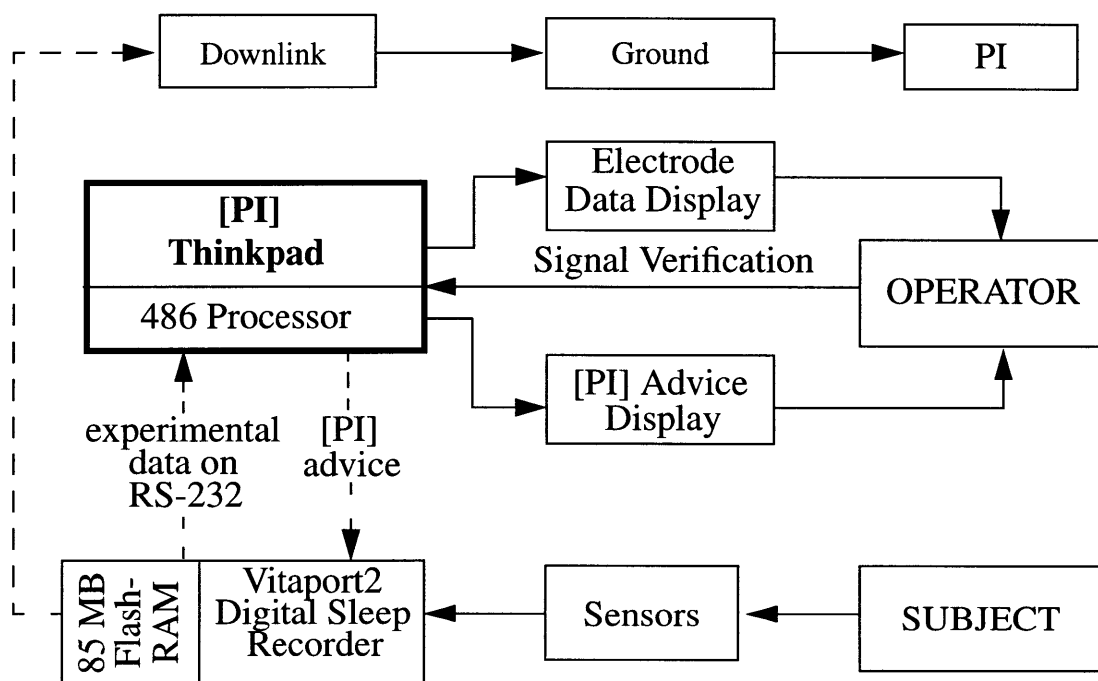 Downlink
Ground
PI
Electrode
Data Display
[PI]
Thinkpad
Signal Verification
OPERATOR
486 Processor
[PI] Advice
Display
experimental
data on
RS-232
[PI]
advice
85 MB
Flash-
RAM
Vitaport2
Digital Sleep
Recorder
Sensors
SUBJECT